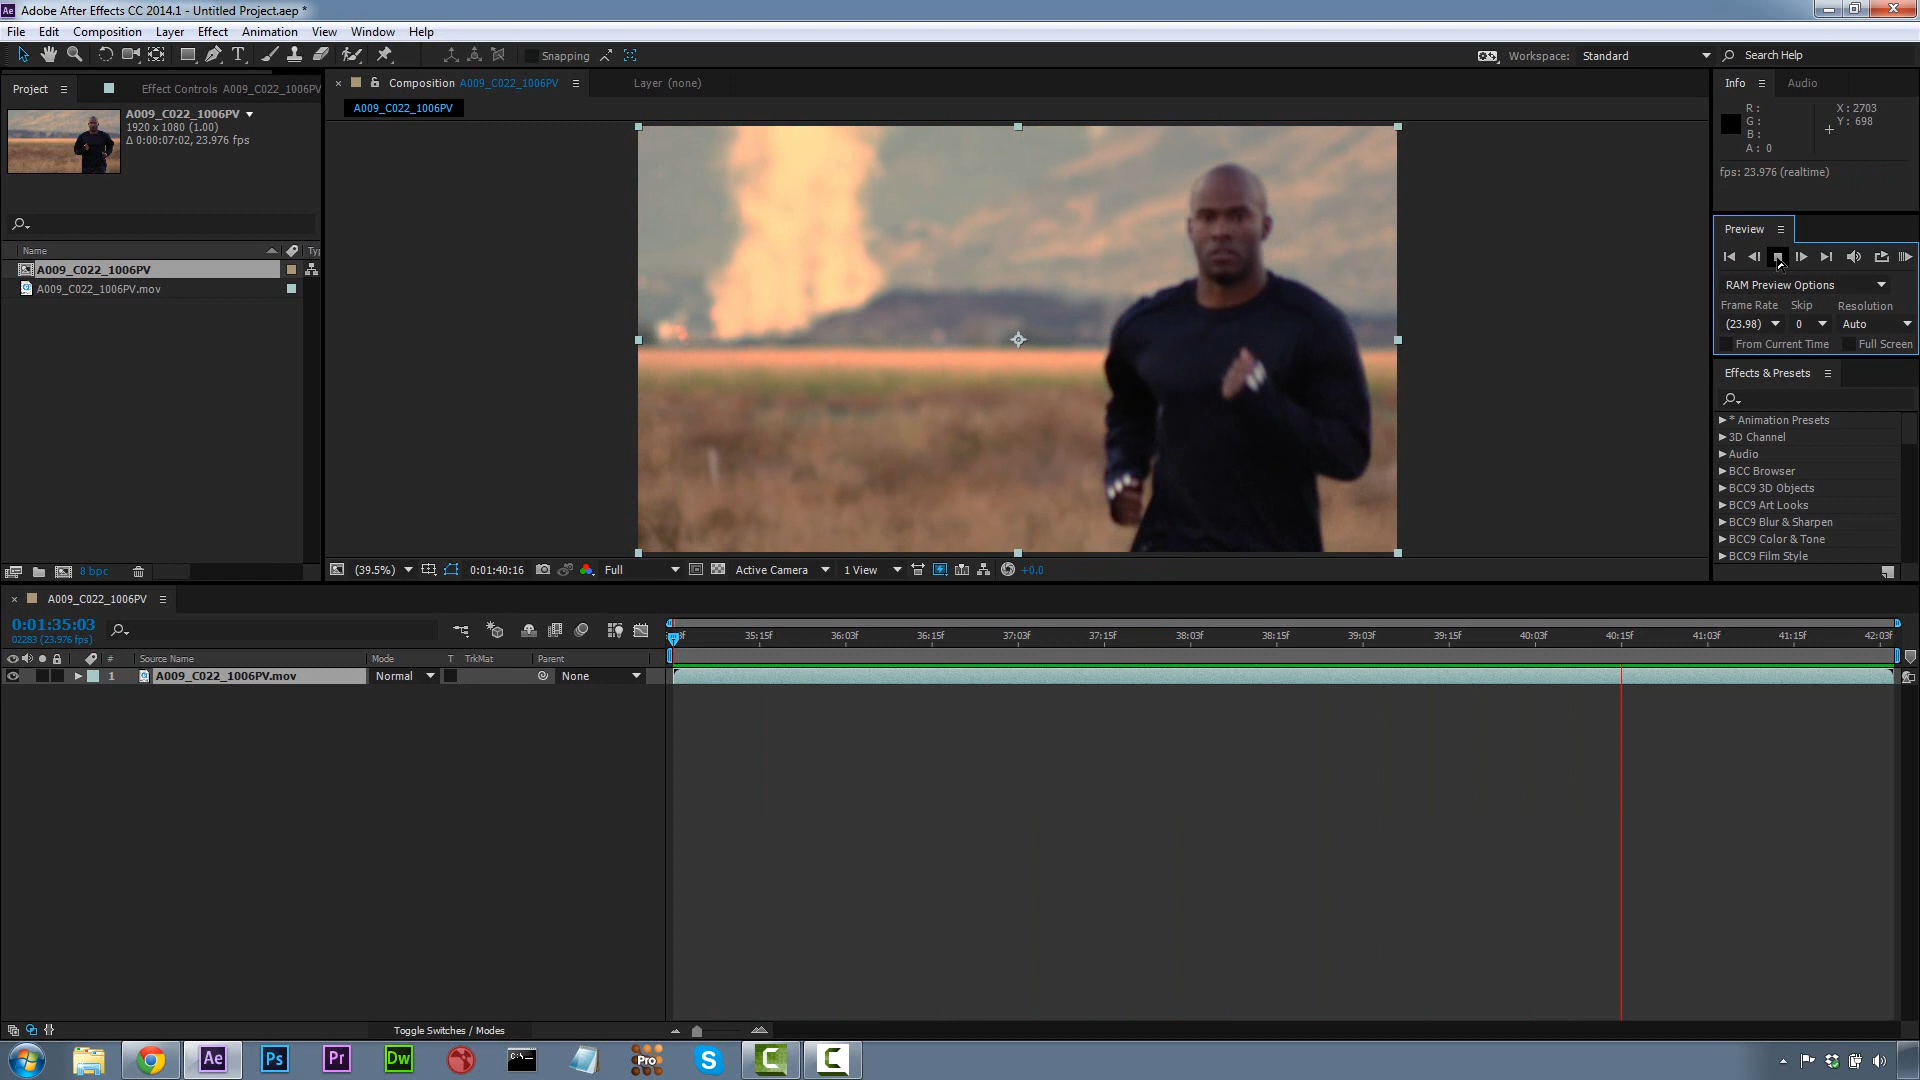 Ae Adobe After Effects CC 2014.1 - Untitled Project.aep *
File Edit Composition Layer Effect Animation View Window Help
T Snapping Workspace: Standard Search Help
Project Effect Controls A009_C022_1006PV
A009_C022_1006PV
1920 x 1080 (1.00)
Δ 0:00:07:02, 23.976 fps
Name Ty
A009_C022_1006PV
A009_C022_1006PV.mov
8 bpc
× Composition A009_C022_1006PV Layer (none)
A009_C022_1006PV
(39.5%) 0:01:40:16 Full Active Camera 1 View +0.0
Info Audio
R : X : 2703
G : Y : 698
B :
A : 0
fps: 23.976 (realtime)
Preview
RAM Preview Options
Frame Rate Skip Resolution
(23.98) 0 Auto
From Current Time Full Screen
Effects & Presets
* Animation Presets
3D Channel
Audio
BCC Browser
BCC9 3D Objects
BCC9 Art Looks
BCC9 Blur & Sharpen
BCC9 Color & Tone
BCC9 Film Style
× A009_C022_1006PV
0:01:35:03
02283 (23.976 fps)
35:15f 36:03f 36:15f 37:03f 37:15f 38:03f 38:15f 39:03f 39:15f 40:03f 40:15f 41:03f 41:15f 42:03f
# Source Name Mode T TrkMat Parent
1 A009_C022_1006PV.mov Normal None
Toggle Switches / Modes
Ae Ps Pr Dw C:\_ Pro S C C